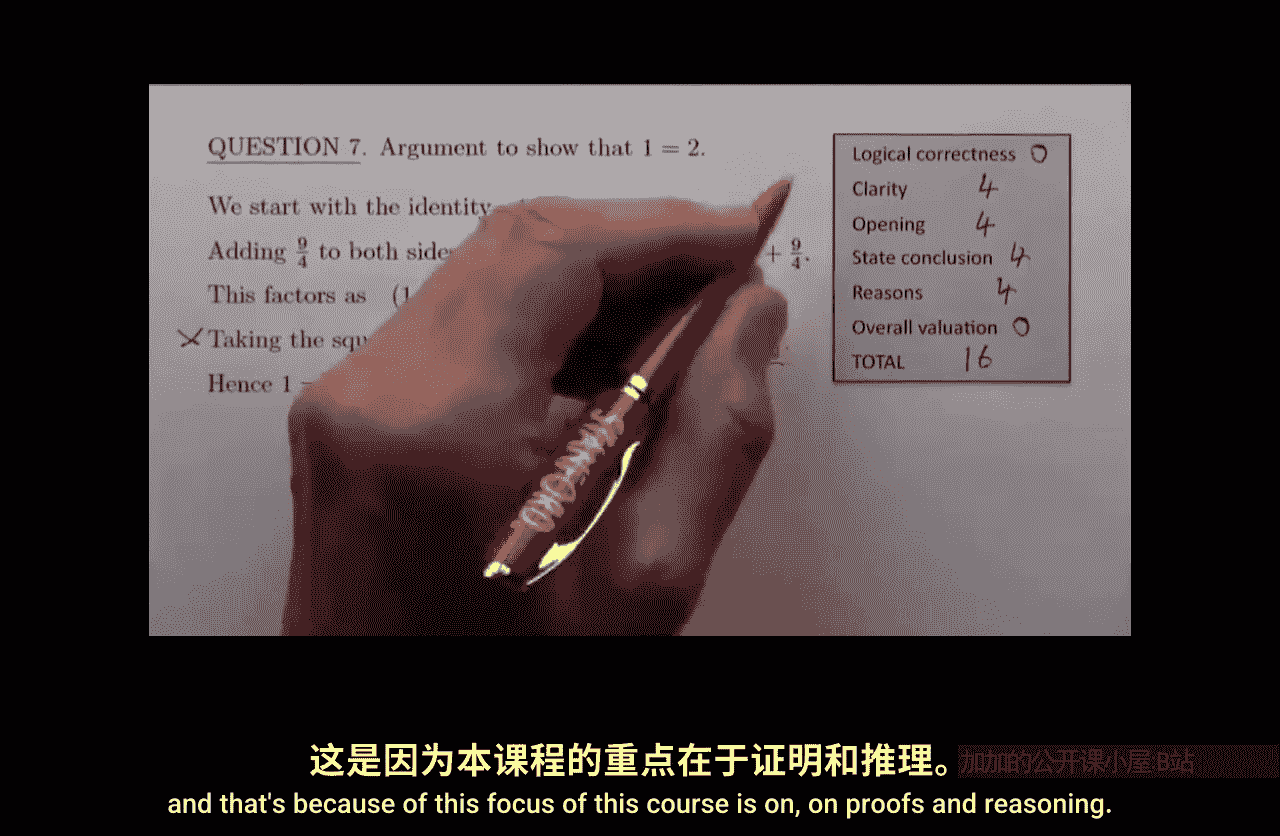 QUESTION 7. Argument to show that 1 = 2.
We start with the identity
Adding 9/4 to both side + 9/4.
This factors as (1
Taking the squ
Hence 1
Logical correctness 0
Clarity 4
Opening 4
State conclusion 4
Reasons 4
Overall valuation 0
TOTAL 16
STANFORD
这是因为本课程的重点在于证明和推理。
加加的公开课小屋:B站
and that's because of this focus of this course is on, on proofs and reasoning.